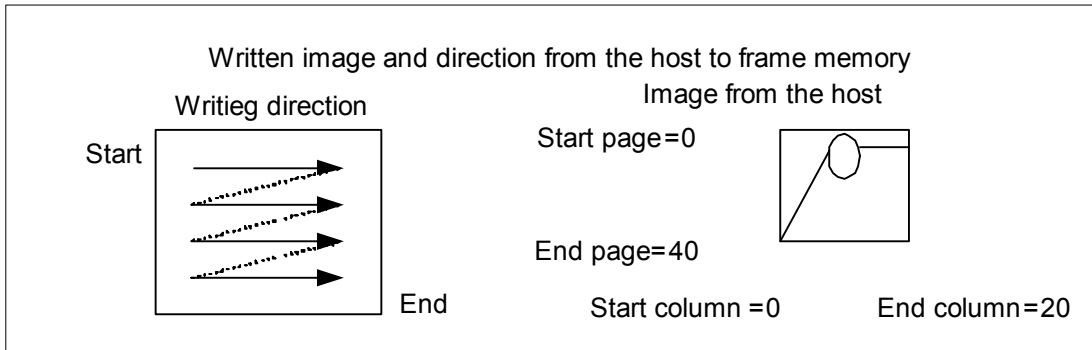 Written image and direction from the host to frame memory
Writieg direction
Image from the host
Start
Start page=0
End page=40
End
Start column =0
End column=20